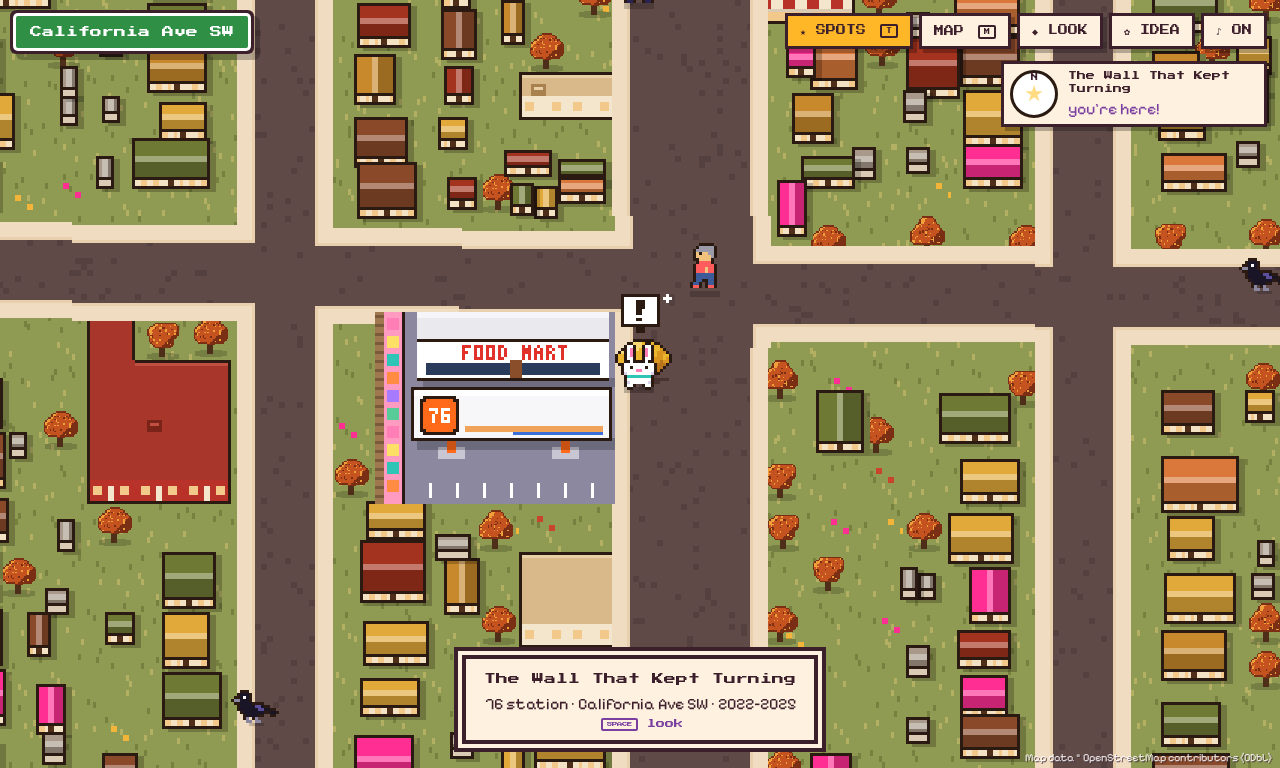 California Ave SW
★ SPOTS T
MAP M
◆ LOOK
✿ IDEA
♪ ON
N
The Wall That Kept
Turning
you're here!
!
FOOD MART
76
The Wall That Kept Turning
76 station · California Ave SW · 2022-2025
SPACE look
Map data © OpenStreetMap contributors (ODbL)